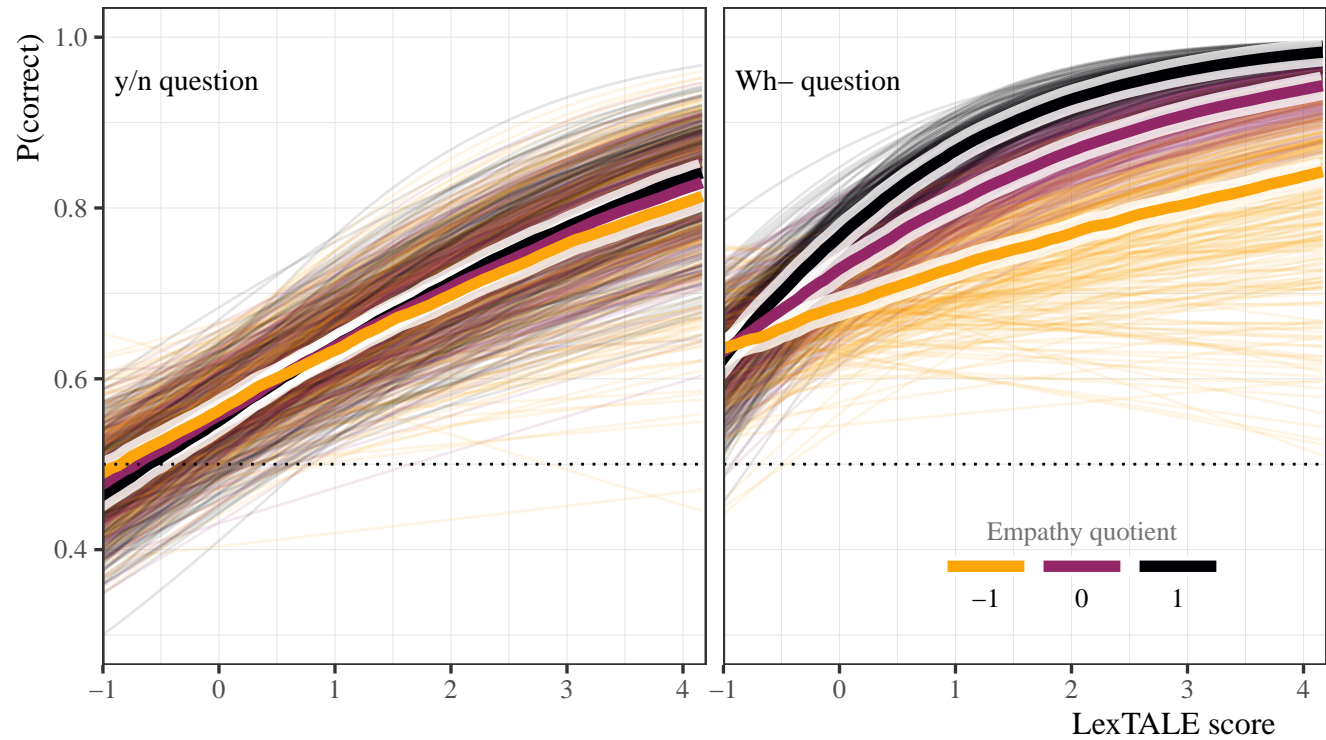 P(correct)
1.0
0.8
0.6
0.4
y/n question
Wh– question
Empathy quotient
–1 0 1
–1 0 1 2 3 4 –1 0 1 2 3 4
LexTALE score